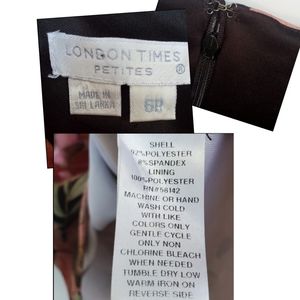 LONDON TIMES
PETITES
®
MADE IN
SRI LANKA
6P
SHELL
92%POLYESTER
8%SPANDEX
LINING
100%POLYESTER
RN#56142
MACHINE OR HAND
WASH COLD
WITH LIKE
COLORS ONLY
GENTLE CYCLE
ONLY NON
CHLORINE BLEACH
WHEN NEEDED
TUMBLE DRY LOW
WARM IRON ON
REVERSE SIDE